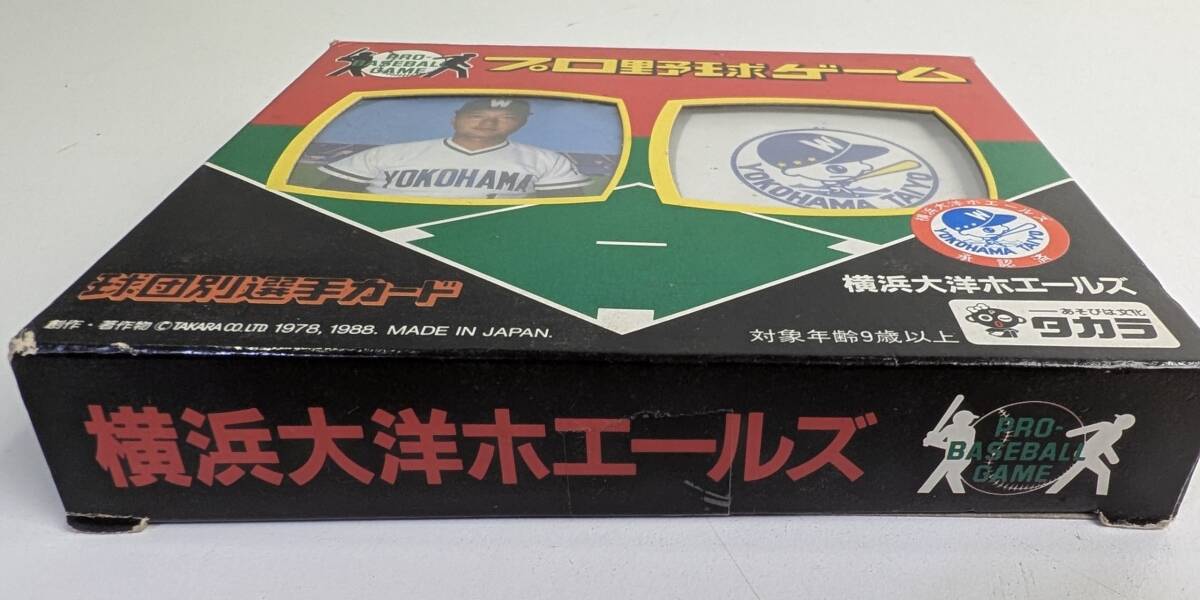 PRO-
BASEBALL
GAME
プロ野球ゲーム
W
YOKOHAMA
W
YOKOHAMA TAIYO
横浜大洋ホエールズ
W
YOKOHAMA TAIYO
承認証
球団別選手カード
横浜大洋ホエールズ
創作・著作物 © TAKARA CO.LTD 1978, 1988. MADE IN JAPAN.
対象年齢9歳以上
あそびは文化
タカラ
横浜大洋ホエールズ
PRO-
BASEBALL
GAME